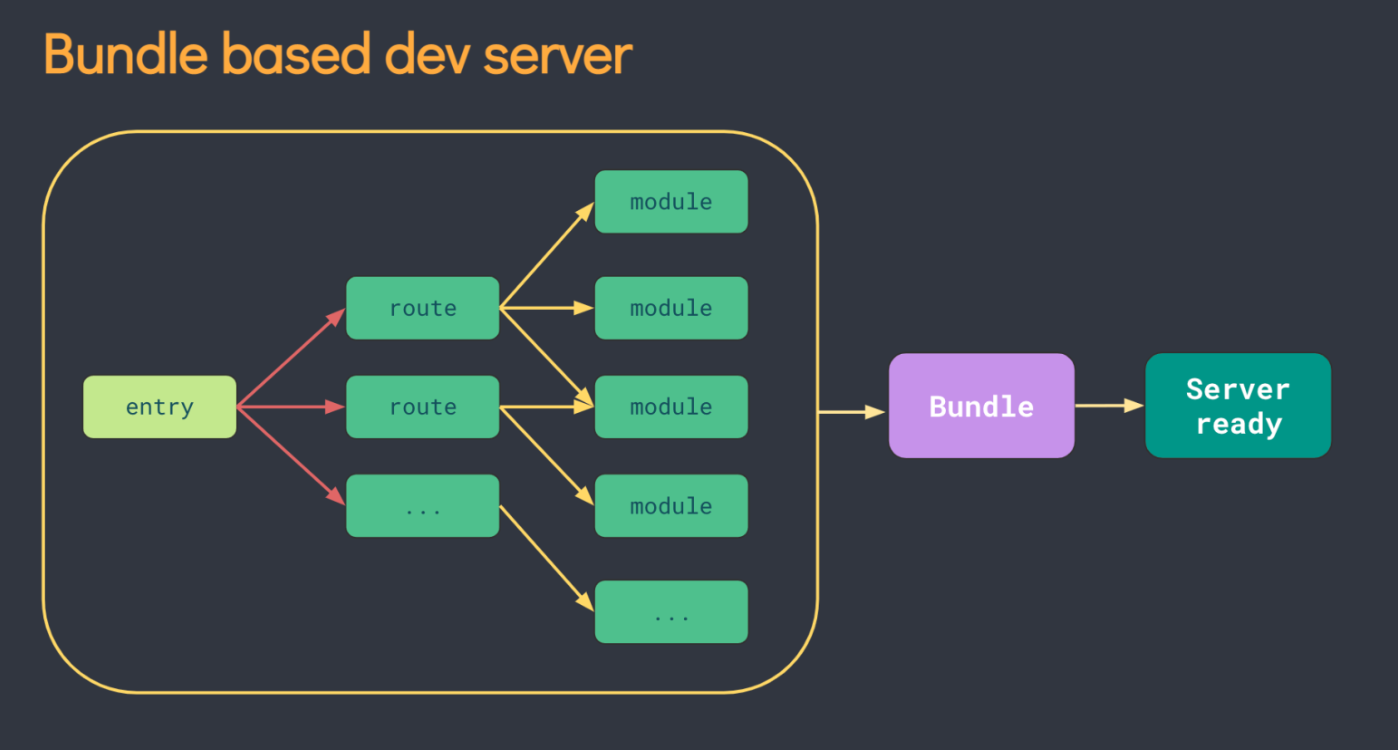 Bundle based dev server
entry
route
route
...
module
module
module
module
...
Bundle
Server
ready